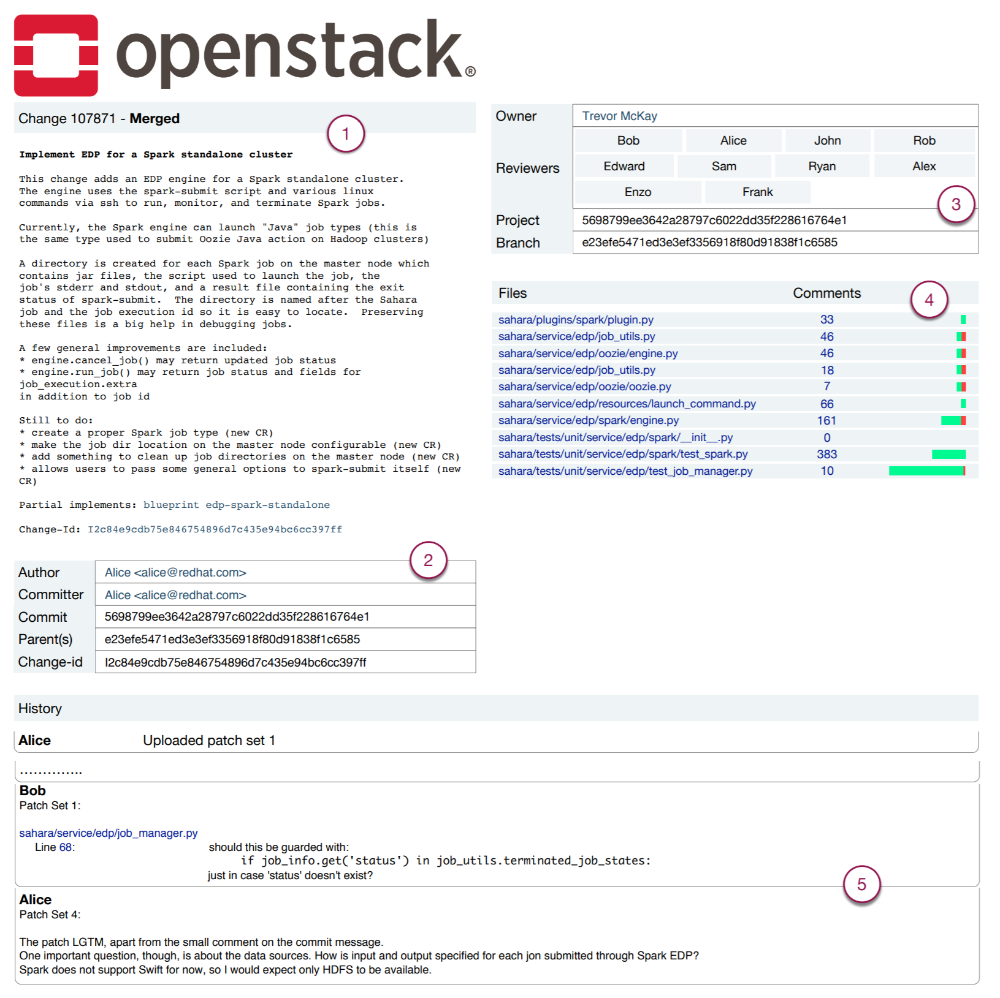 openstack®
Change 107871 - Merged
1
Implement EDP for a Spark standalone cluster
This change adds an EDP engine for a Spark standalone cluster.
The engine uses the spark-submit script and various linux
commands via ssh to run, monitor, and terminate Spark jobs.
Currently, the Spark engine can launch "Java" job types (this is
the same type used to submit Oozie Java action on Hadoop clusters)
A directory is created for each Spark job on the master node which
contains jar files, the script used to launch the job, the
job's stderr and stdout, and a result file containing the exit
status of spark-submit.  The directory is named after the Sahara
job and the job execution id so it is easy to locate.  Preserving
these files is a big help in debugging jobs.
A few general improvements are included:
* engine.cancel_job() may return updated job status
* engine.run_job() may return job status and fields for
job_execution.extra
in addition to job id
Still to do:
* create a proper Spark job type (new CR)
* make the job dir location on the master node configurable (new CR)
* add something to clean up job directories on the master node (new CR)
* allows users to pass some general options to spark-submit itself (new
CR)
Partial implements: blueprint edp-spark-standalone
Change-Id: I2c84e9cdb75e846754896d7c435e94bc6cc397ff
2
Author Alice <alice@redhat.com>
Committer Alice <alice@redhat.com>
Commit 5698799ee3642a28797c6022dd35f228616764e1
Parent(s) e23efe5471ed3e3ef3356918f80d91838f1c6585
Change-id I2c84e9cdb75e846754896d7c435e94bc6cc397ff
Owner Trevor McKay
Reviewers
Bob Alice John Rob
Edward Sam Ryan Alex
Enzo Frank
3
Project 5698799ee3642a28797c6022dd35f228616764e1
Branch e23efe5471ed3e3ef3356918f80d91838f1c6585
Files Comments
4
sahara/plugins/spark/plugin.py 33
sahara/service/edp/job_utils.py 46
sahara/service/edp/oozie/engine.py 46
sahara/service/edp/job_utils.py 18
sahara/service/edp/oozie/oozie.py 7
sahara/service/edp/resources/launch_command.py 66
sahara/service/edp/spark/engine.py 161
sahara/tests/unit/service/edp/spark/__init__.py 0
sahara/tests/unit/service/edp/spark/test_spark.py 383
sahara/tests/unit/service/edp/test_job_manager.py 10
History
Alice Uploaded patch set 1
..............
Bob
Patch Set 1:
sahara/service/edp/job_manager.py
Line 68: should this be guarded with:
if job_info.get('status') in job_utils.terminated_job_states:
just in case 'status' doesn't exist?
5
Alice
Patch Set 4:
The patch LGTM, apart from the small comment on the commit message.
One important question, though, is about the data sources. How is input and output specified for each jon submitted through Spark EDP?
Spark does not support Swift for now, so I would expect only HDFS to be available.